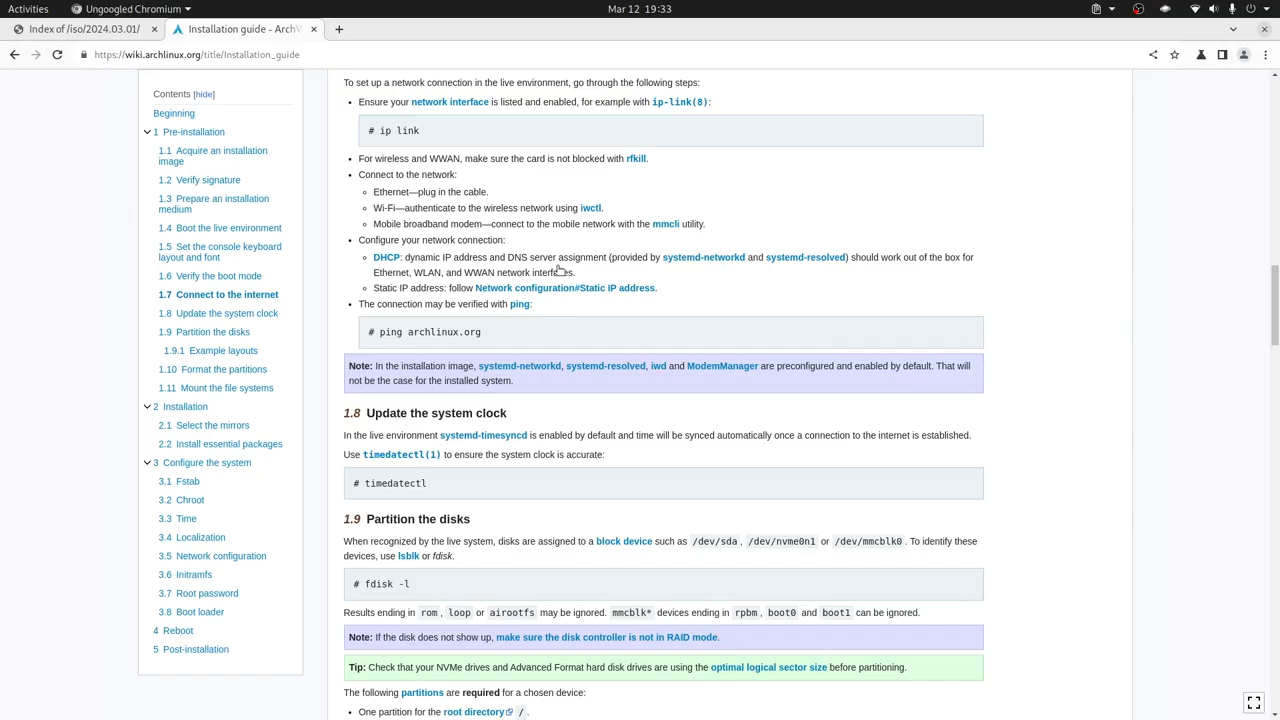 Activities
Ungoogled Chromium
Mar 12 19:33
Index of /iso/2024.03.01/
Installation guide - ArchW
https://wiki.archlinux.org/title/Installation_guide
Contents [hide]
Beginning
1 Pre-installation
1.1 Acquire an installation
image
1.2 Verify signature
1.3 Prepare an installation
medium
1.4 Boot the live environment
1.5 Set the console keyboard
layout and font
1.6 Verify the boot mode
1.7 Connect to the internet
1.8 Update the system clock
1.9 Partition the disks
1.9.1 Example layouts
1.10 Format the partitions
1.11 Mount the file systems
2 Installation
2.1 Select the mirrors
2.2 Install essential packages
3 Configure the system
3.1 Fstab
3.2 Chroot
3.3 Time
3.4 Localization
3.5 Network configuration
3.6 Initramfs
3.7 Root password
3.8 Boot loader
4 Reboot
5 Post-installation
To set up a network connection in the live environment, go through the following steps:
• Ensure your network interface is listed and enabled, for example with ip-link(8):
# ip link
• For wireless and WWAN, make sure the card is not blocked with rfkill.
• Connect to the network:
Ethernet—plug in the cable.
Wi-Fi—authenticate to the wireless network using iwctl.
Mobile broadband modem—connect to the mobile network with the mmcli utility.
• Configure your network connection:
DHCP: dynamic IP address and DNS server assignment (provided by systemd-networkd and systemd-resolved) should work out of the box for
Ethernet, WLAN, and WWAN network interfaces.
Static IP address: follow Network configuration#Static IP address.
• The connection may be verified with ping:
# ping archlinux.org
Note: In the installation image, systemd-networkd, systemd-resolved, iwd and ModemManager are preconfigured and enabled by default. That will
not be the case for the installed system.
1.8 Update the system clock
In the live environment systemd-timesyncd is enabled by default and time will be synced automatically once a connection to the internet is established.
Use timedatectl(1) to ensure the system clock is accurate:
# timedatectl
1.9 Partition the disks
When recognized by the live system, disks are assigned to a block device such as /dev/sda, /dev/nvme0n1 or /dev/mmcblk0. To identify these
devices, use lsblk or fdisk.
# fdisk -l
Results ending in rom, loop or airootfs may be ignored. mmcblk* devices ending in rpbm, boot0 and boot1 can be ignored.
Note: If the disk does not show up, make sure the disk controller is not in RAID mode.
Tip: Check that your NVMe drives and Advanced Format hard disk drives are using the optimal logical sector size before partitioning.
The following partitions are required for a chosen device:
• One partition for the root directory /.